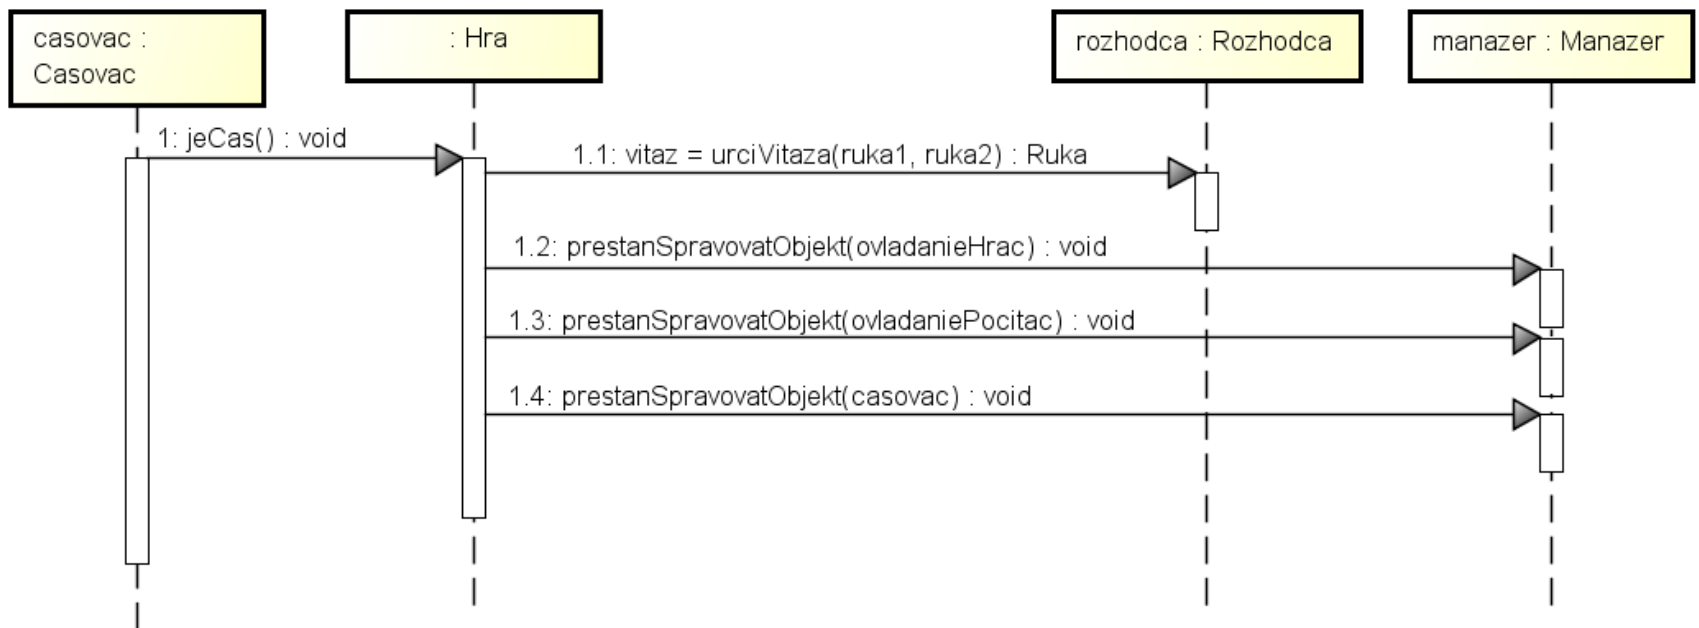 casovac :
Casovac
: Hra
rozhodca : Rozhodca
manazer : Manazer
1: jeCas() : void
1.1: vitaz = urciVitaza(ruka1, ruka2) : Ruka
1.2: prestanSpravovatObjekt(ovladanieHrac) : void
1.3: prestanSpravovatObjekt(ovladaniePocitac) : void
1.4: prestanSpravovatObjekt(casovac) : void